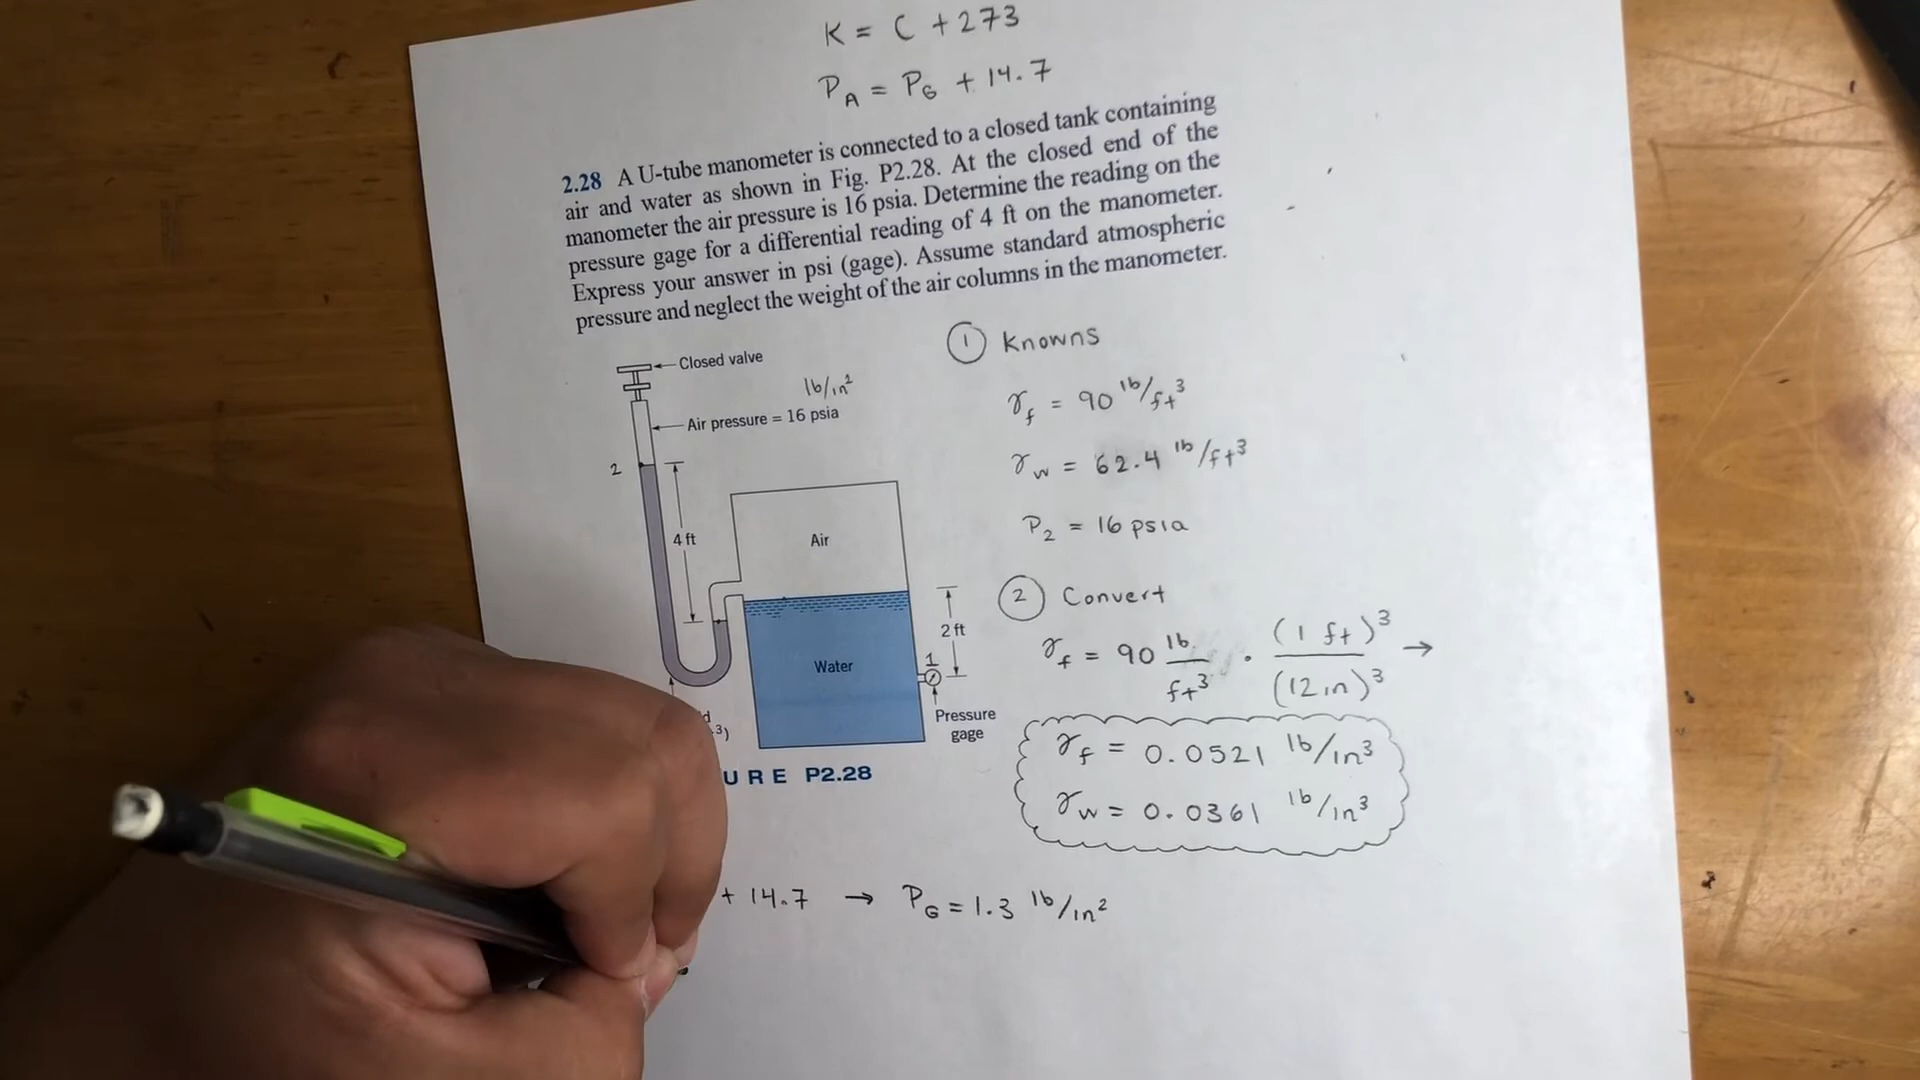 K = C + 273
P_A = P_G + 14.7
2.28 A U-tube manometer is connected to a closed tank containing
air and water as shown in Fig. P2.28. At the closed end of the
manometer the air pressure is 16 psia. Determine the reading on the
pressure gage for a differential reading of 4 ft on the manometer.
Express your answer in psi (gage). Assume standard atmospheric
pressure and neglect the weight of the air columns in the manometer.
① Knowns
Closed valve
lb/in²
Air pressure = 16 psia
γ_f = 90 lb/ft³
γ_w = 62.4 lb/ft³
2
P_2 = 16 psia
4 ft
Air
② Convert
2 ft
γ_f = 90 lb/ft³ · (1 ft)³/(12 in)³ →
Water
1
Pressure
gage
d
3)
URE P2.28
γ_f = 0.0521 lb/in³
γ_w = 0.0361 lb/in³
+ 14.7 → P_G = 1.3 lb/in²